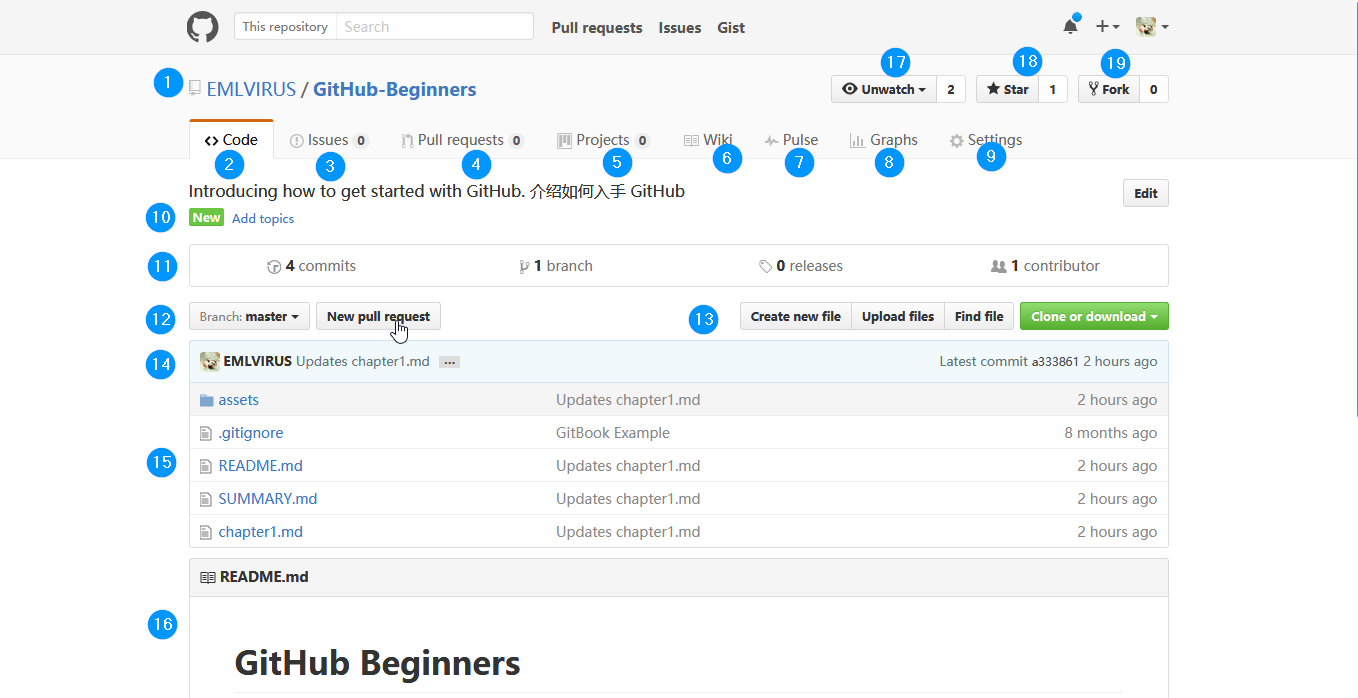 This repository Search Pull requests Issues Gist
17 18 19
1 EMLVIRUS / GitHub-Beginners Unwatch 2 Star 1 Fork 0
Code Issues 0 Pull requests 0 Projects 0 Wiki Pulse Graphs Settings
2 3 4 5 6 7 8 9
Introducing how to get started with GitHub. 介绍如何入手 GitHub Edit
10 New Add topics
11 4 commits 1 branch 0 releases 1 contributor
12 Branch: master New pull request 13 Create new file Upload files Find file Clone or download
14 EMLVIRUS Updates chapter1.md ... Latest commit a333861 2 hours ago
assets Updates chapter1.md 2 hours ago
.gitignore GitBook Example 8 months ago
15 README.md Updates chapter1.md 2 hours ago
SUMMARY.md Updates chapter1.md 2 hours ago
chapter1.md Updates chapter1.md 2 hours ago
README.md
16
GitHub Beginners